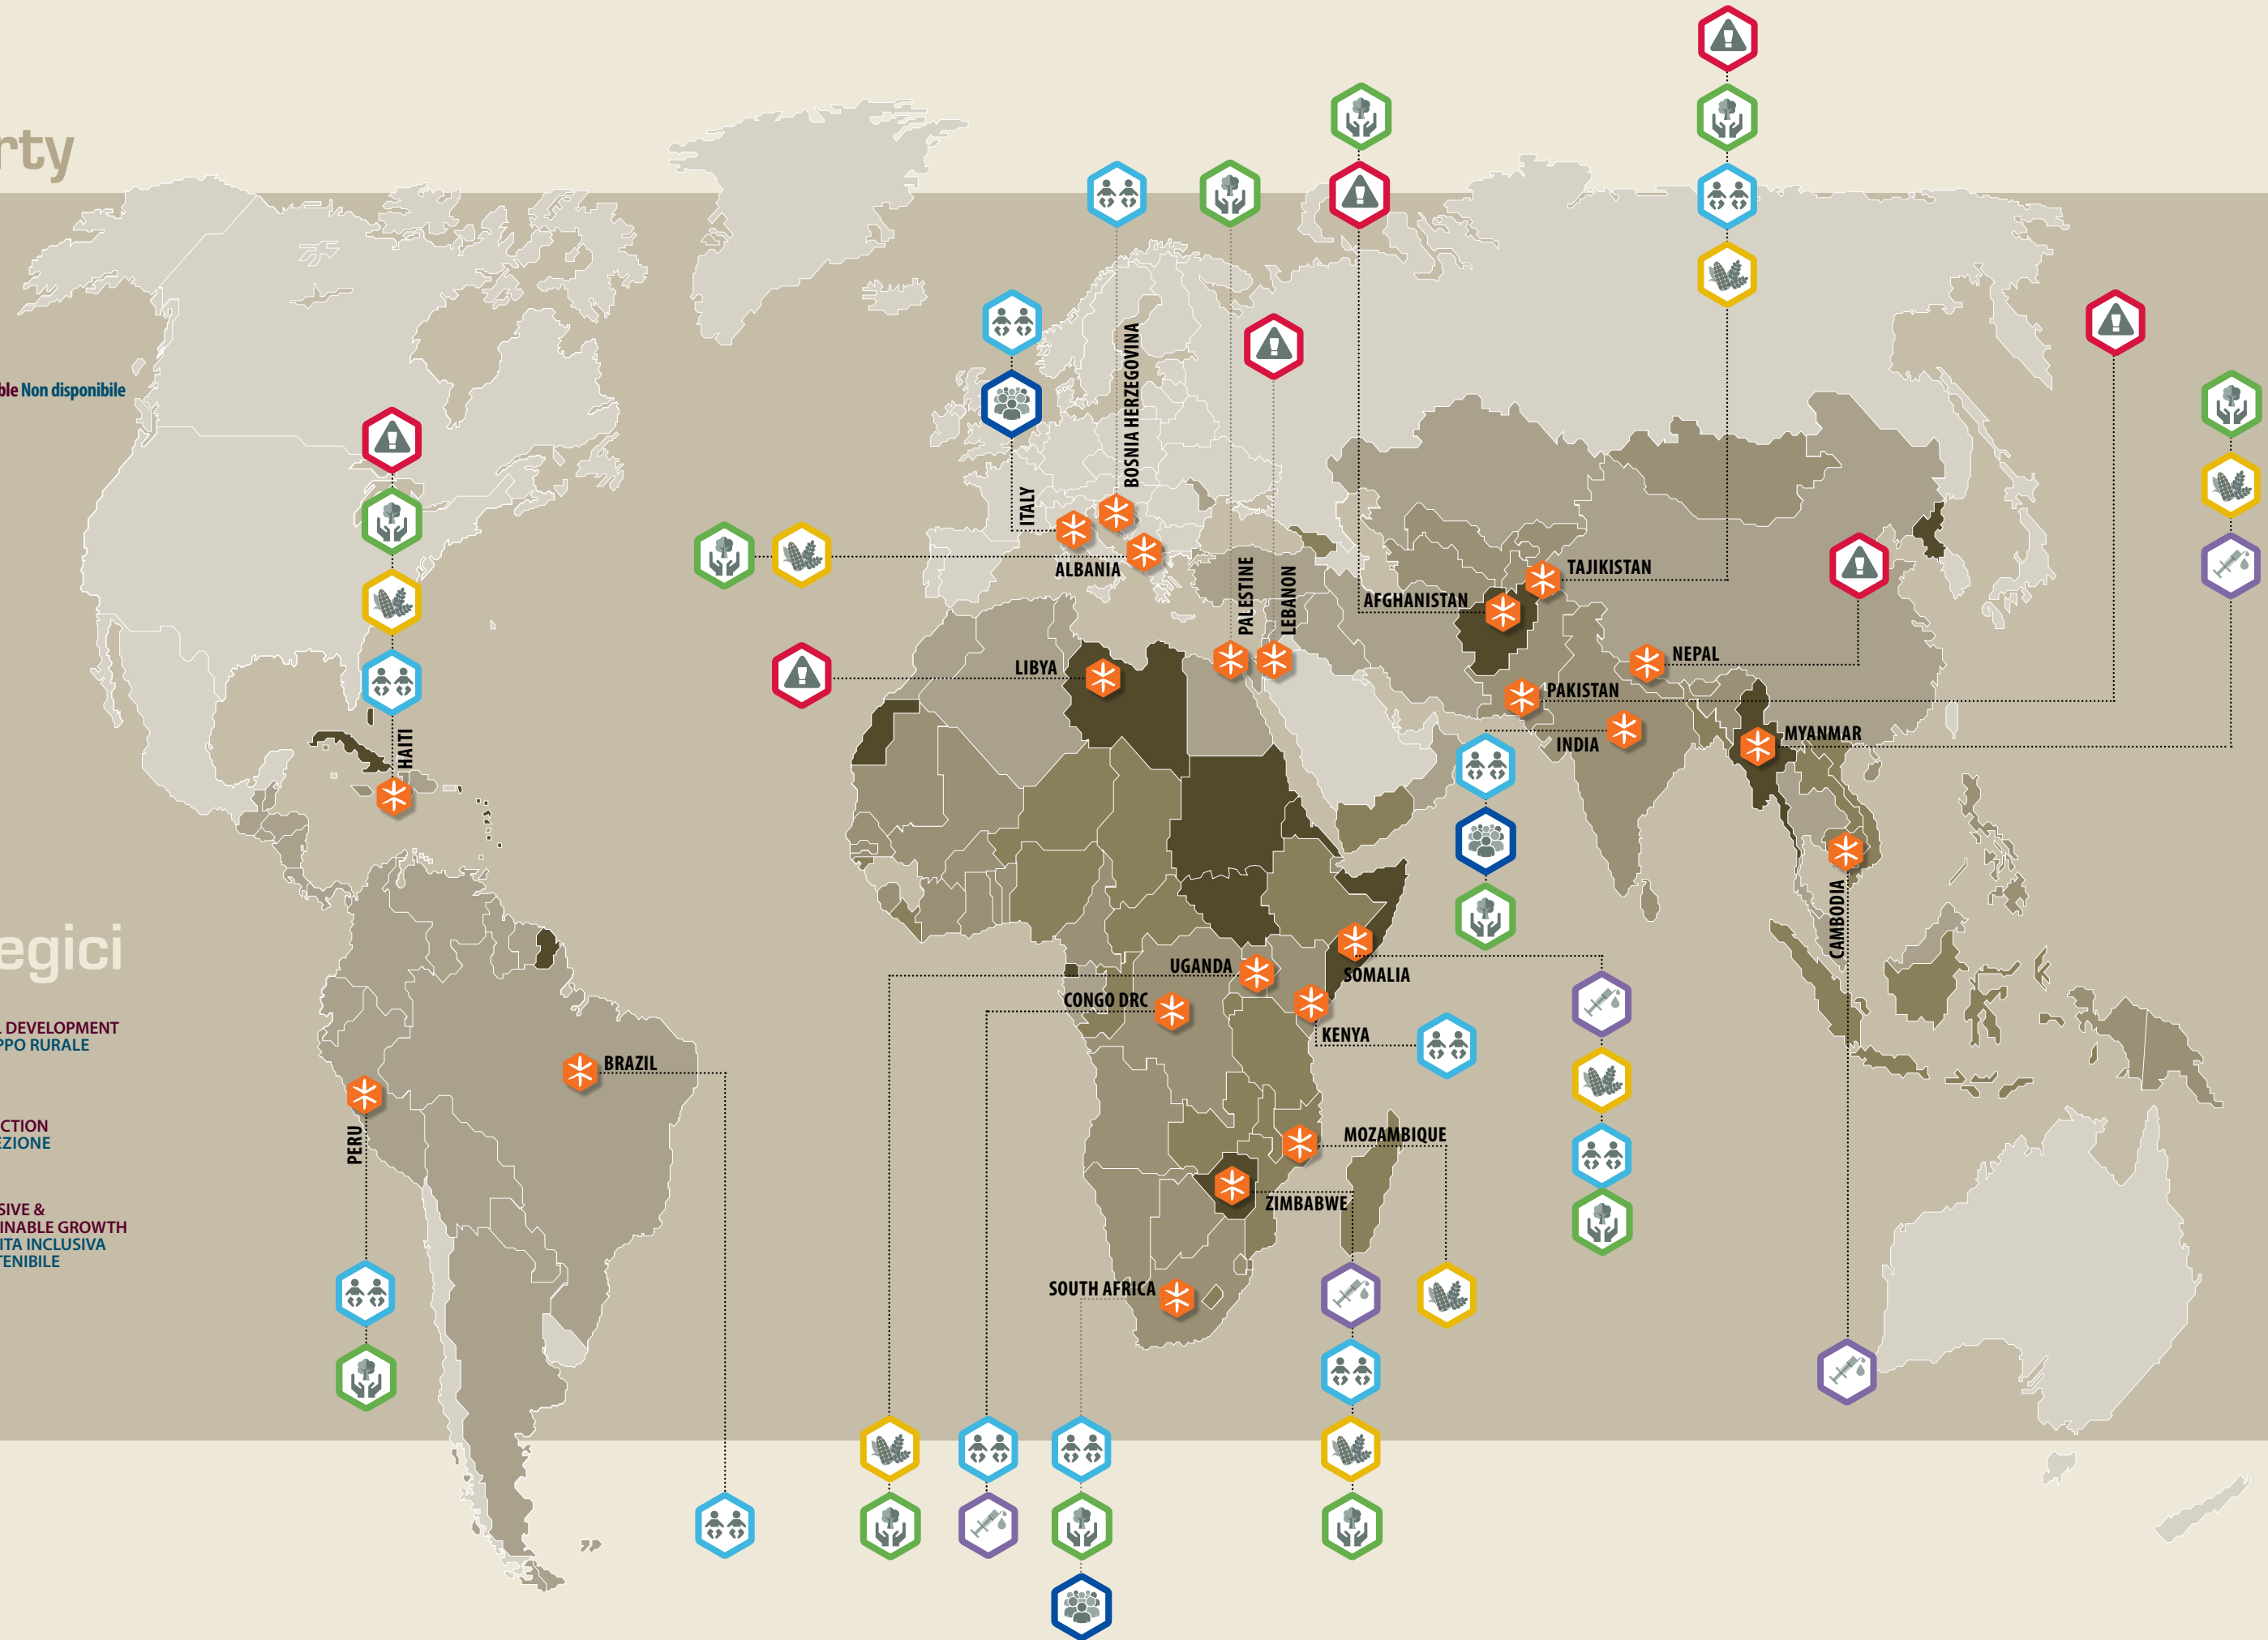 rty
ble Non disponibile
BOSNIA HERZEGOVINA
ITALY
ALBANIA
PALESTINE
LEBANON
TAJIKISTAN
AFGHANISTAN
NEPAL
LIBYA
PAKISTAN
INDIA
MYANMAR
HAITI
CAMBODIA
egici
UGANDA
SOMALIA
CONGO DRC
KENYA
L DEVELOPMENT
PPO RURALE
BRAZIL
PERU
CTION
EZIONE
MOZAMBIQUE
ZIMBABWE
SIVE &
INABLE GROWTH
ITA INCLUSIVA
TENIBILE
SOUTH AFRICA